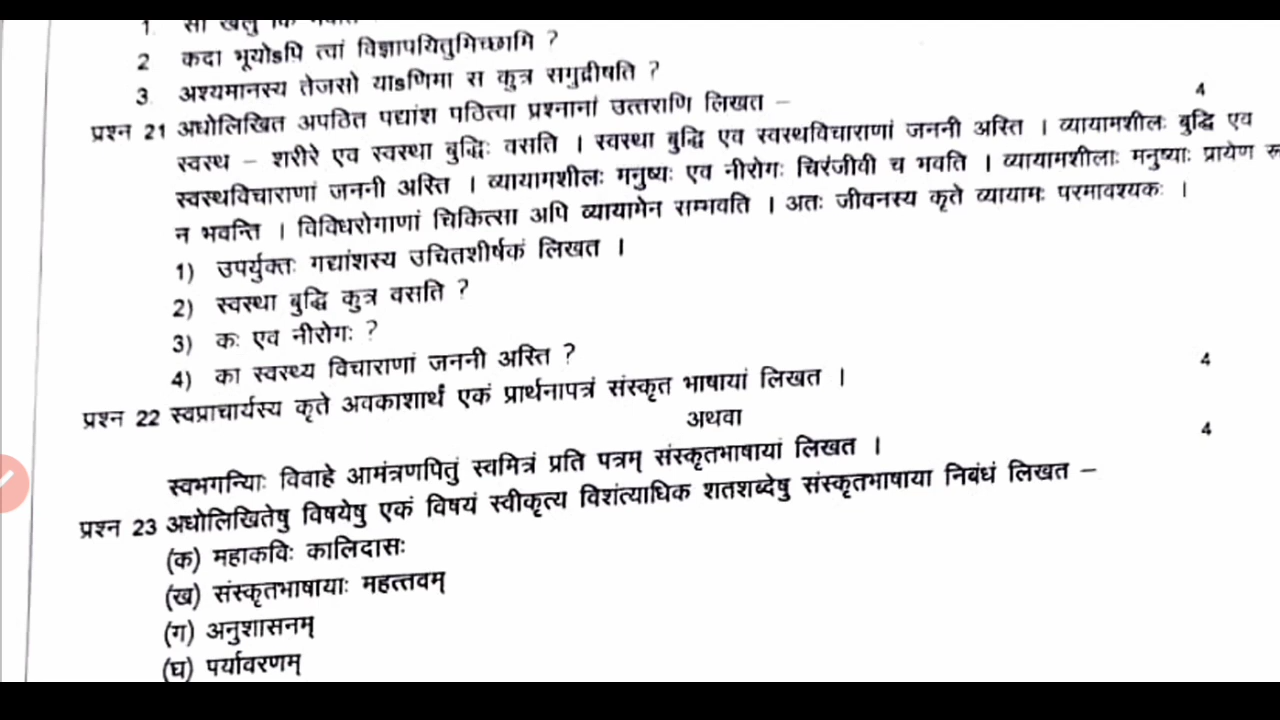 1. सा खलु
2 कदा भूयोsपि त्वां विज्ञापयितुमिच्छामि ?
3. अश्यमानस्य तेजसो याsणिमा स कुत्र समुद्रीषति ?
4
प्रश्न 21 अधोलिखित अपठित पद्यांश पठित्वा प्रश्नानां उत्तराणि लिखत –
स्वस्थ – शरीरे एव स्वस्था बुद्धिः वसति । स्वस्था बुद्धि एव स्वस्थविचाराणां जननी अस्ति । व्यायामशीलः बुद्धि एव
स्वस्थविचाराणां जननी अस्ति । व्यायामशीलः मनुष्यः एव नीरोगः चिरंजीवी च भवति । व्यायामशीलाः मनुष्याः प्रायेण
न भवन्ति । विविधरोगाणां चिकित्सा अपि व्यायामेन सम्भवति । अतः जीवनस्य कृते व्यायामः परमावश्यकः ।
1) उपर्युक्तः गद्यांशस्य उचितशीर्षकं लिखत ।
2) स्वस्था बुद्धि कुत्र वसति ?
3) कः एव नीरोगः ?
4) का स्वस्थ्य विचाराणां जननी अस्ति ?
4
प्रश्न 22 स्वप्राचार्यस्य कृते अवकाशार्थं एकं प्रार्थनापत्रं संस्कृत भाषायां लिखत ।
अथवा
4
स्वभगन्याः विवाहे आमंत्रणपितुं स्वमित्रं प्रति पत्रम् संस्कृतभाषायां लिखत ।
प्रश्न 23 अधोलिखितेषु विषयेषु एकं विषयं स्वीकृत्य विशंत्याधिक शतशब्देषु संस्कृतभाषाया निबंधं लिखत –
(क) महाकविः कालिदासः
(ख) संस्कृतभाषायाः महत्तवम्
(ग) अनुशासनम्
(घ) पर्यावरणम्